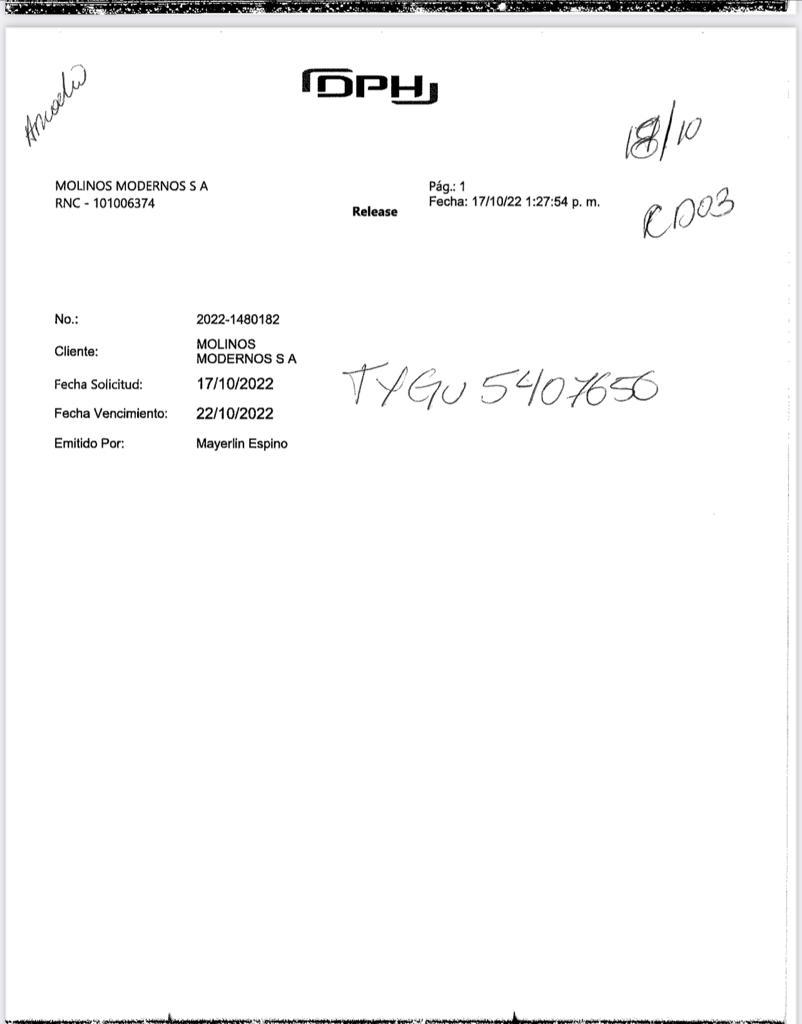 DPH
18/10
MOLINOS MODERNOS S A
RNC - 101006374
Release
Pág.: 1
Fecha: 17/10/22 1:27:54 p. m.
RD03
No.: 2022-1480182
Cliente: MOLINOS
MODERNOS S A
Fecha Solicitud: 17/10/2022
Fecha Vencimiento: 22/10/2022
Emitido Por: Mayerlin Espino
TYGU 5407650